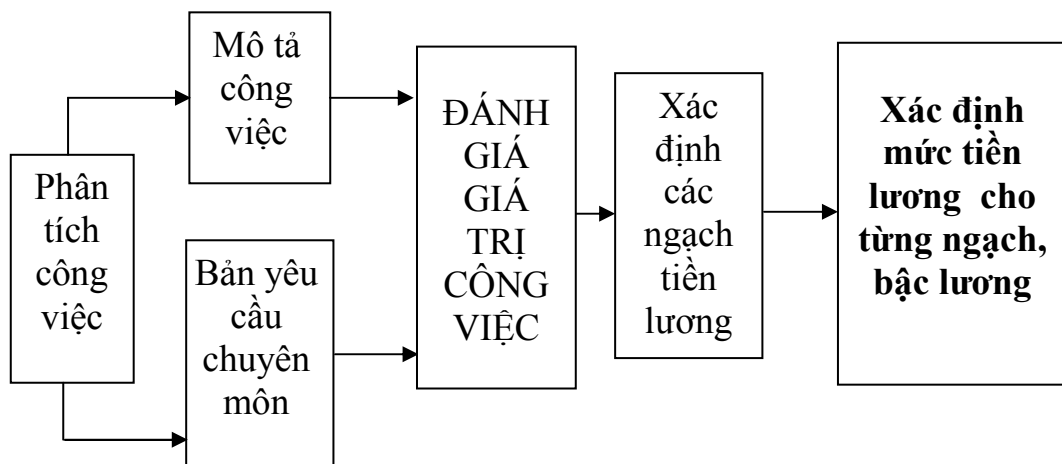 Phân
tích
công
việc
Mô tả
công
việc
Bản yêu
cầu
chuyên
môn
ĐÁNH
GIÁ
GIÁ
TRỊ
CÔNG
VIỆC
Xác
định
các
ngạch
tiền
lương
Xác định
mức tiền
lương cho
từng ngạch,
bậc lương